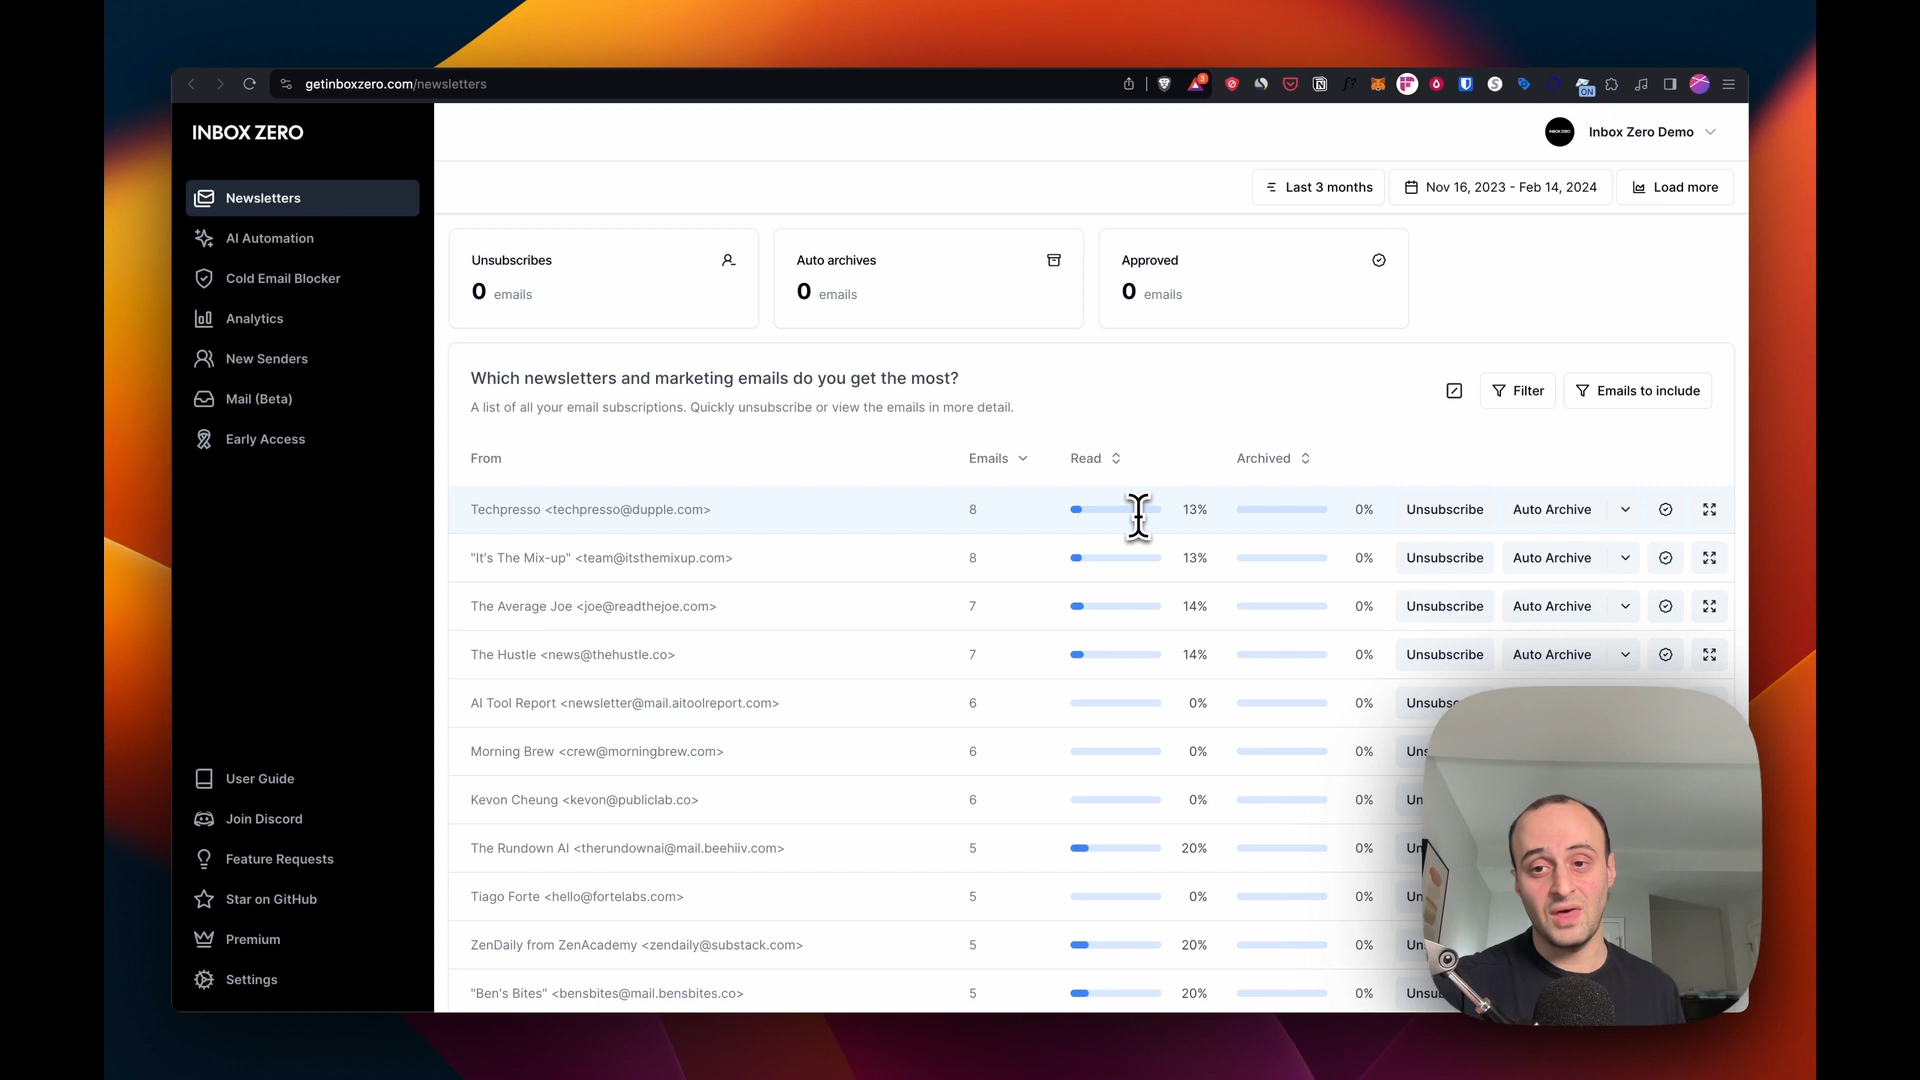 getinboxzero.com/newsletters
3
f?
ON
INBOX ZERO
Inbox Zero Demo
Newsletters
AI Automation
Cold Email Blocker
Analytics
New Senders
Mail (Beta)
Early Access
User Guide
Join Discord
Feature Requests
Star on GitHub
Premium
Settings
Last 3 months
Nov 16, 2023 - Feb 14, 2024
Load more
Unsubscribes
0 emails
Auto archives
0 emails
Approved
0 emails
Which newsletters and marketing emails do you get the most?
A list of all your email subscriptions. Quickly unsubscribe or view the emails in more detail.
Filter
Emails to include
From Emails Read Archived
Techpresso <techpresso@dupple.com> 8 13% 0% Unsubscribe Auto Archive
"It's The Mix-up" <team@itsthemixup.com> 8 13% 0% Unsubscribe Auto Archive
The Average Joe <joe@readthejoe.com> 7 14% 0% Unsubscribe Auto Archive
The Hustle <news@thehustle.co> 7 14% 0% Unsubscribe Auto Archive
AI Tool Report <newsletter@mail.aitoolreport.com> 6 0% 0% Unsubsc
Morning Brew <crew@morningbrew.com> 6 0% 0% Uns
Kevon Cheung <kevon@publiclab.co> 6 0% 0% Un
The Rundown AI <therundownai@mail.beehiiv.com> 5 20% 0% Un
Tiago Forte <hello@fortelabs.com> 5 0% 0% Un
ZenDaily from ZenAcademy <zendaily@substack.com> 5 20% 0% Un
"Ben's Bites" <bensbites@mail.bensbites.co> 5 20% 0% Unsu